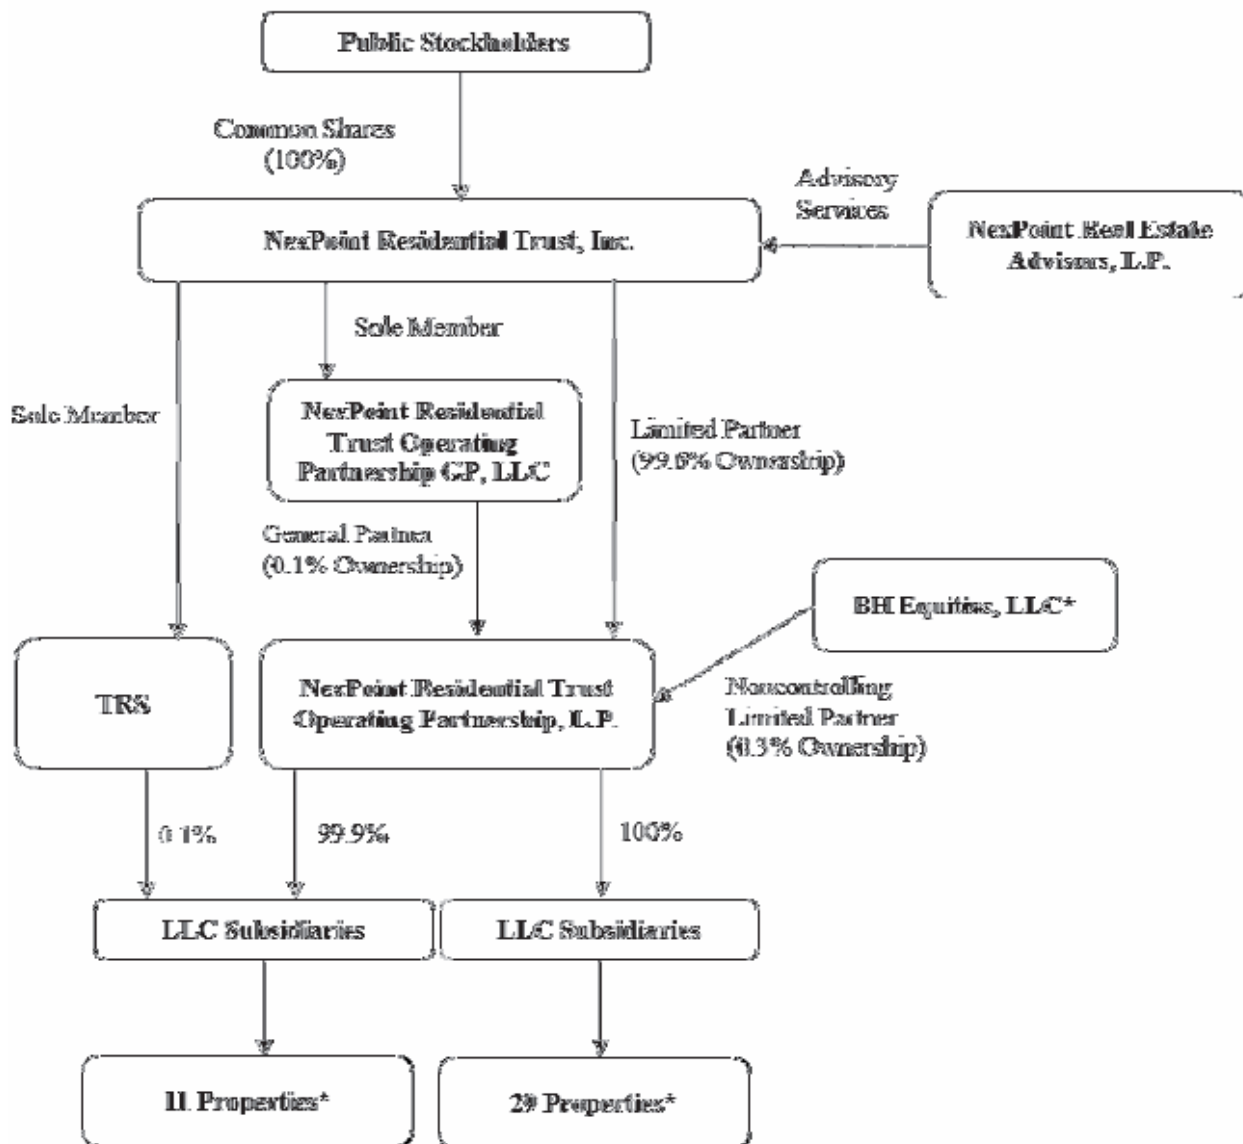 Public Stockholders
Common Shares
(100%)
Advisory
Services
NexPoint Residential Trust, Inc.
NexPoint Real Estate
Advisors, L.P.
Sole Member
Sole Member
NexPoint Residential
Trust Operating
Partnership GP, LLC
Limited Partner
(99.6% Ownership)
General Partner
(0.1% Ownership)
BH Equities, LLC*
TRS
NexPoint Residential Trust
Operating Partnership, L.P.
Noncontrolling
Limited Partner
(0.3% Ownership)
0.1%
99.9%
100%
LLC Subsidiaries
LLC Subsidiaries
11 Properties*
29 Properties*